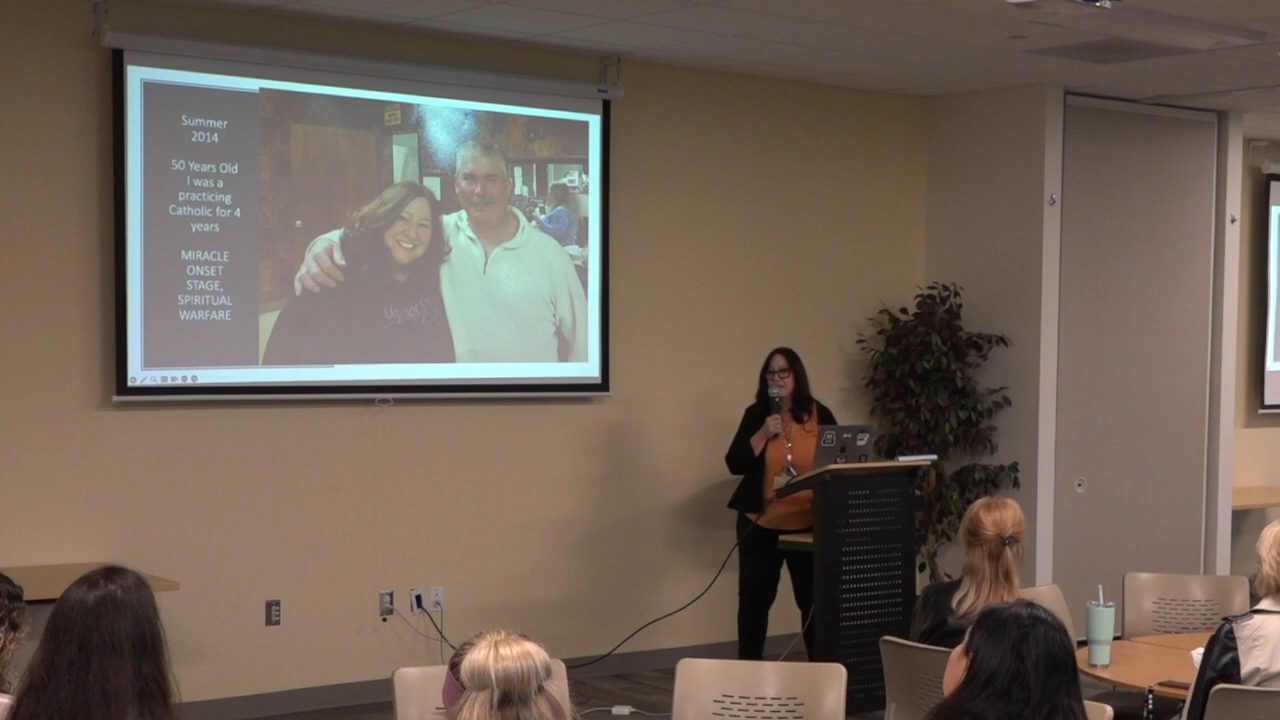 Summer
2014
50 Years Old
I was a
practicing
Catholic for 4
years
MIRACLE
ONSET
STAGE,
SPIRITUAL
WARFARE